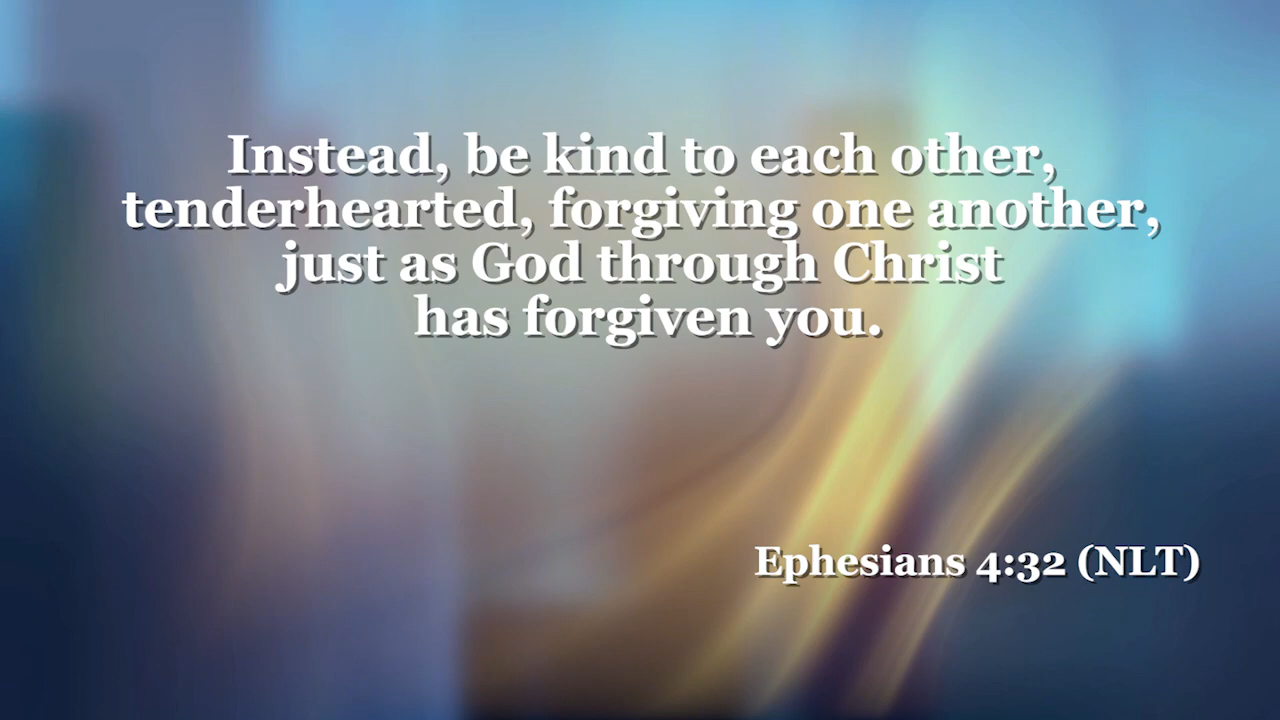 Instead, be kind to each other,
tenderhearted, forgiving one another,
just as God through Christ
has forgiven you.
Ephesians 4:32 (NLT)